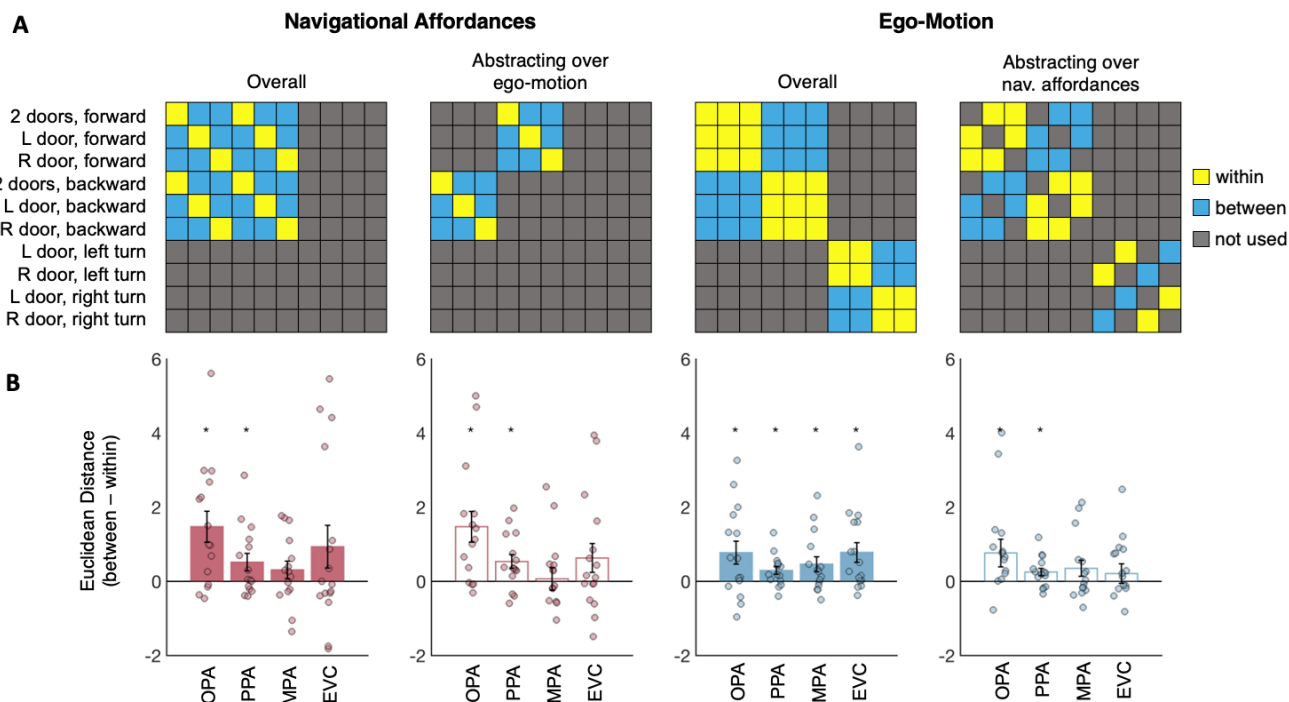 A
Navigational Affordances
Ego-Motion
Overall
Abstracting over
ego-motion
Overall
Abstracting over
nav. affordances
2 doors, forward
L door, forward
R door, forward
2 doors, backward
L door, backward
R door, backward
L door, left turn
R door, left turn
L door, right turn
R door, right turn
within
between
not used
B
Euclidean Distance
(between – within)
6
4
2
0
-2
* *
OPA
PPA
MPA
EVC
6
4
2
0
-2
* *
OPA
PPA
MPA
EVC
6
4
2
0
-2
* * * *
OPA
PPA
MPA
EVC
6
4
2
0
-2
* *
OPA
PPA
MPA
EVC